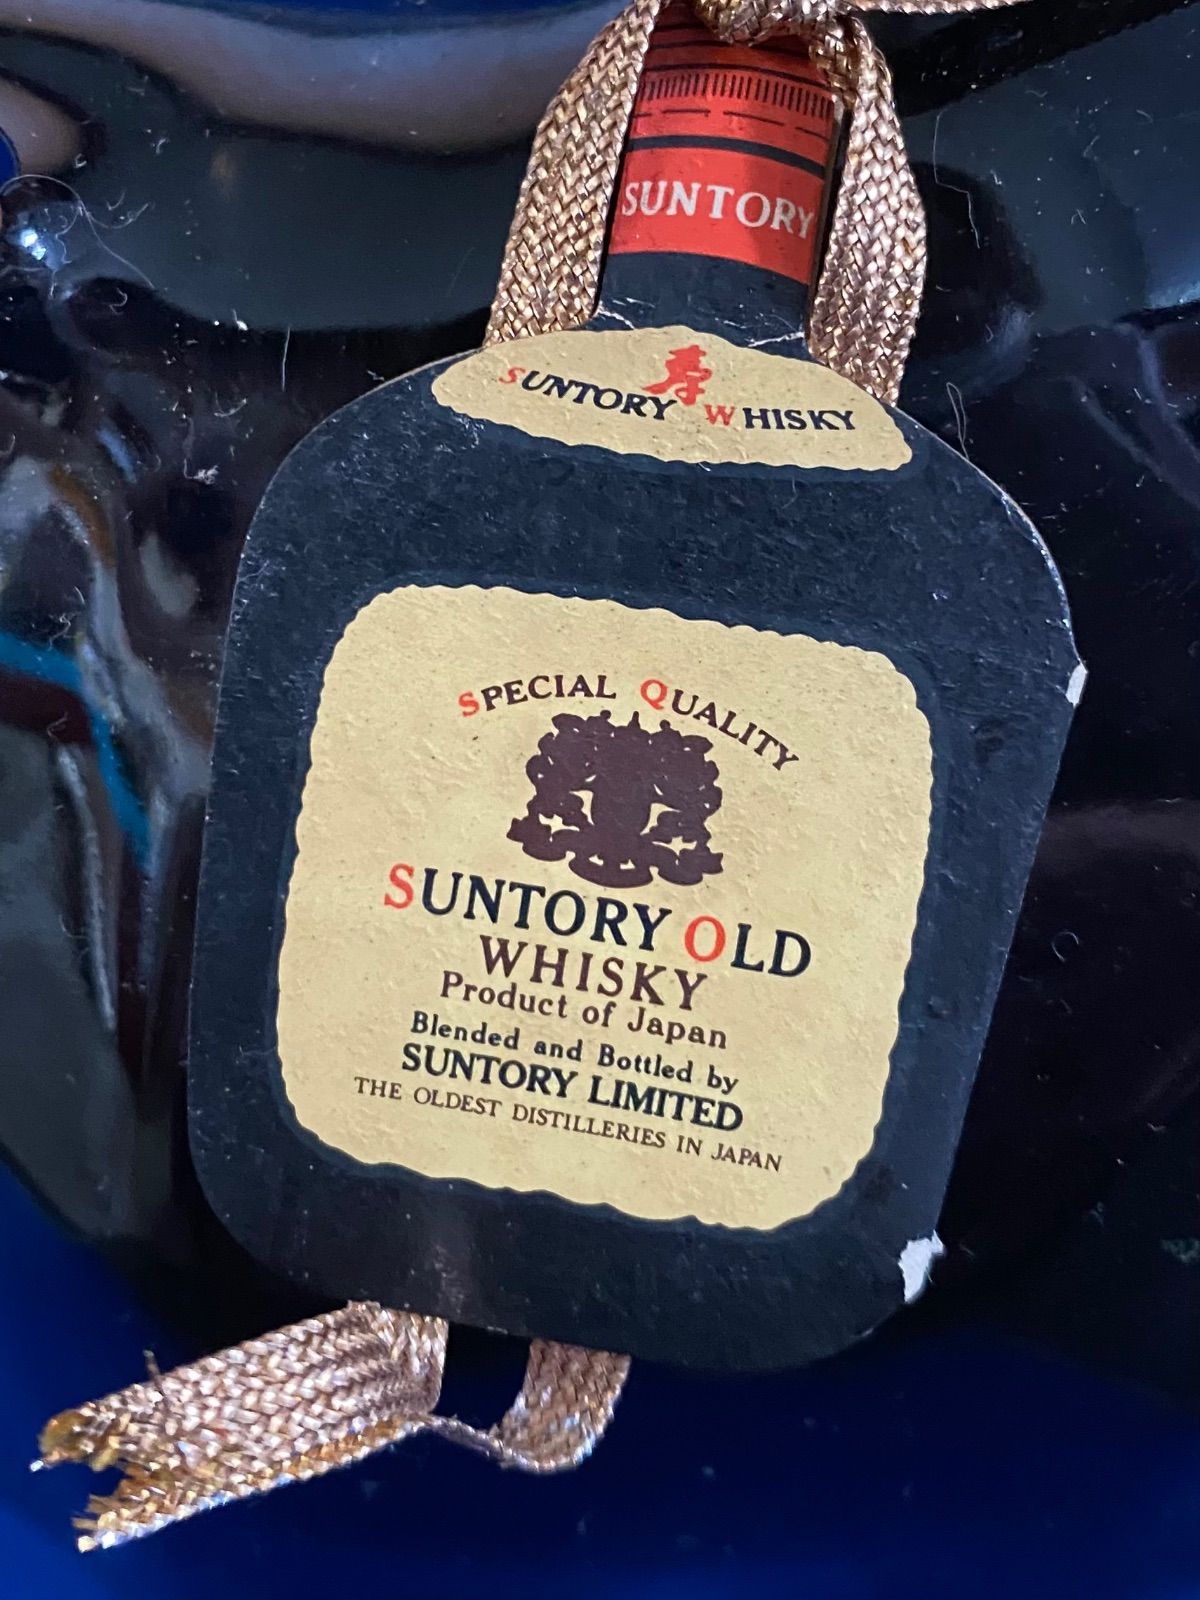 SUNTORY
寿
SUNTORY WHISKY
SPECIAL QUALITY
SUNTORY OLD
WHISKY
Product of Japan
Blended and Bottled by
SUNTORY LIMITED
THE OLDEST DISTILLERIES IN JAPAN